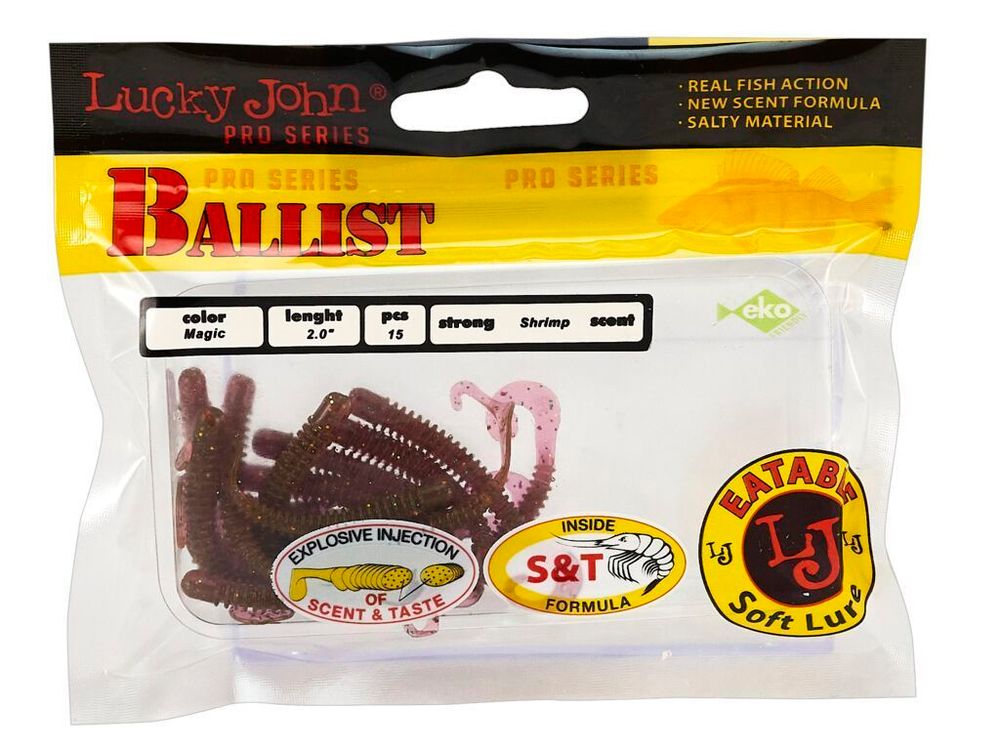 Lucky John®
PRO SERIES
· REAL FISH ACTION
· NEW SCENT FORMULA
· SALTY MATERIAL
PRO SERIES
PRO SERIES
BALLIST
color
Magic
lenght
2.0"
pcs
15
strong Shrimp scent
eko
FRIENDLY
EXPLOSIVE INJECTION
OF
SCENT & TASTE
INSIDE
S&T
FORMULA
EATABLE
LJ LJ LJ
Soft Lure